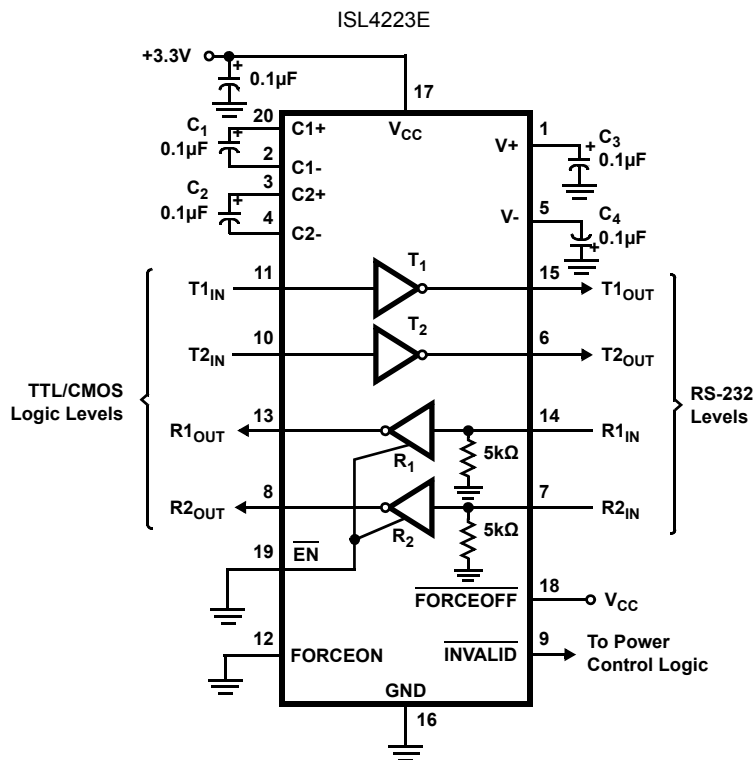 ISL4223E
+3.3V
0.1µF
17
20
C1+
VCC
1
C1
0.1µF
V+
C3
0.1µF
2
C1-
3
C2+
C2
0.1µF
4
C2-
V-
5
C4
0.1µF
T1
11
15
T1IN
T1OUT
T2
10
6
T2IN
T2OUT
TTL/CMOS
Logic Levels
RS-232
Levels
13
14
R1OUT
R1IN
R1
5kΩ
8
7
R2OUT
R2IN
R2
5kΩ
19
EN
FORCEOFF
18
VCC
12
FORCEON
INVALID
9
To Power
Control Logic
GND
16